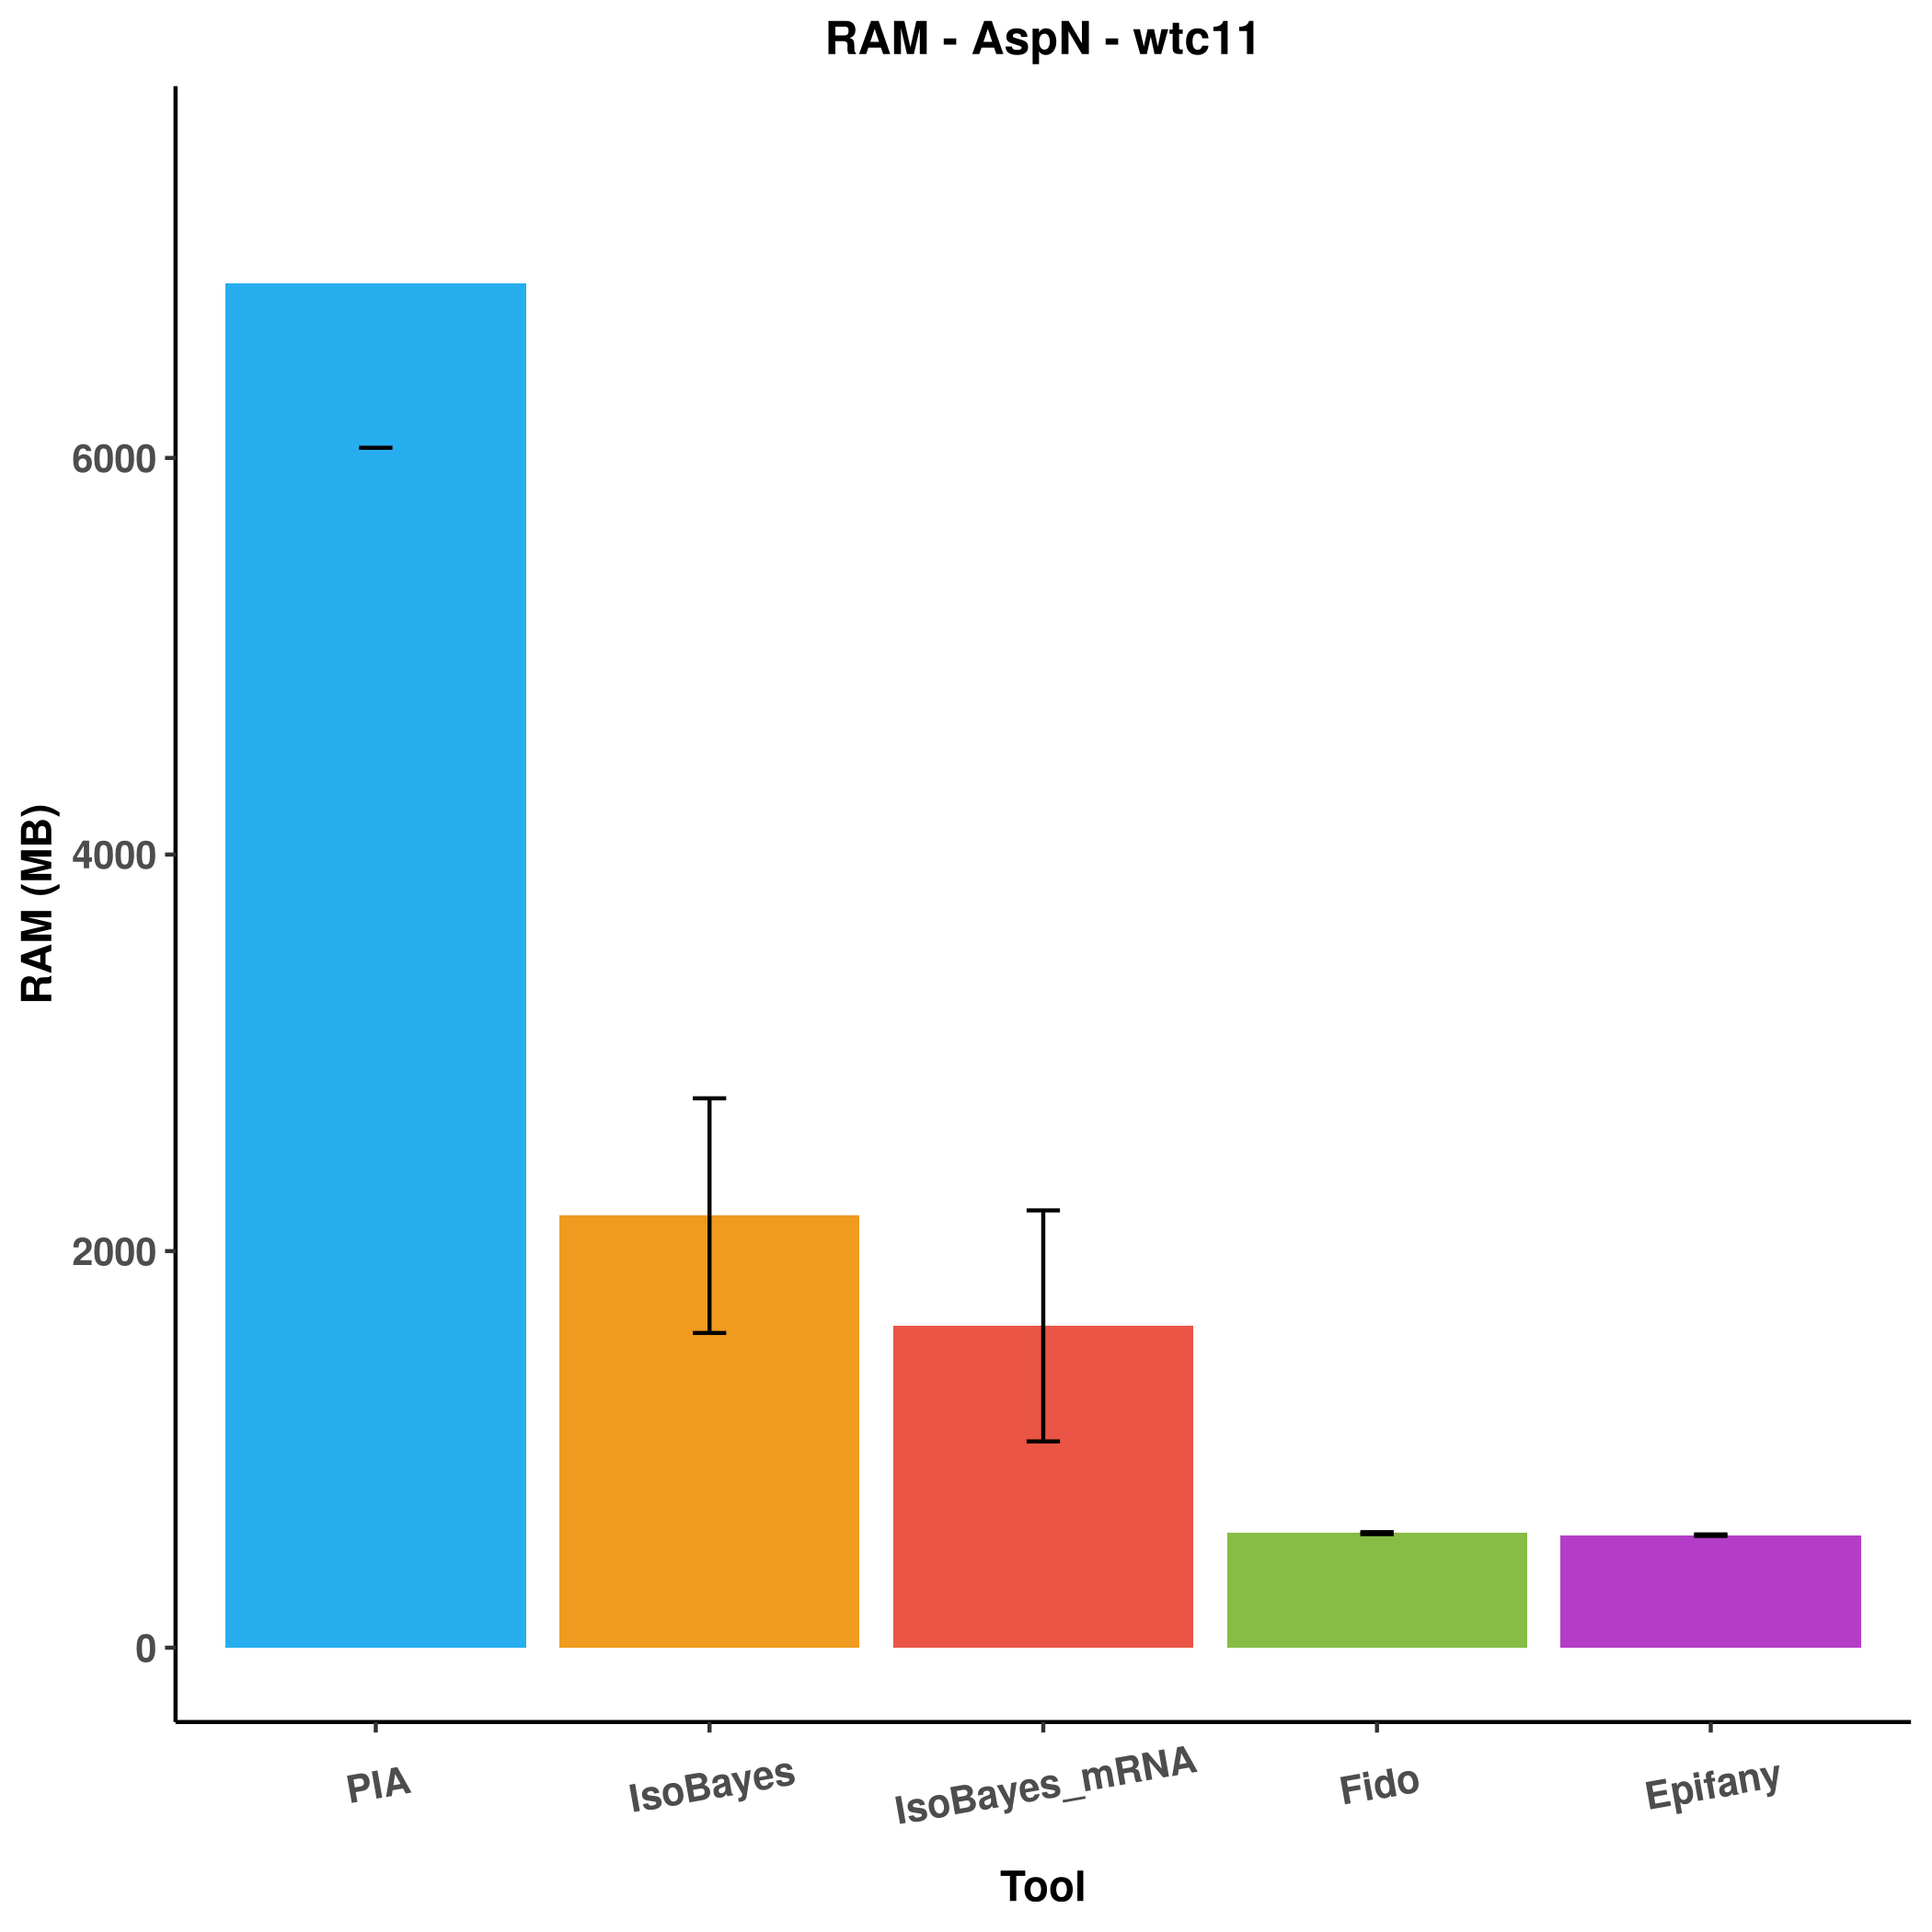 RAM - AspN - wtc11
RAM (MB)
6000
4000
2000
0
PIA
IsoBayes
IsoBayes_mRNA
Fido
Epifany
Tool